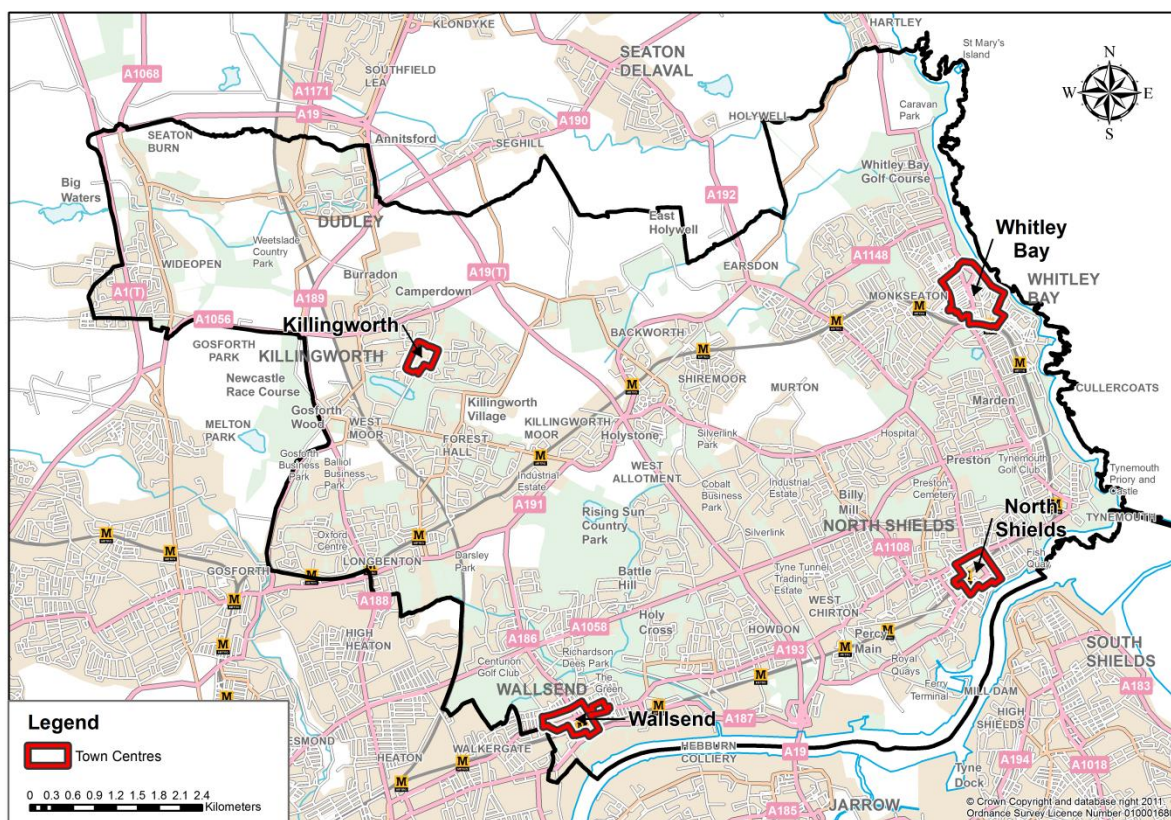 HARTLEY
KLONDYKE
St Mary's
Island
N
W
E
S
A1068
SEATON
DELAVAL
SOUTHFIELD
LEA
A1171
A19
A190
Caravan
Park
HOLYWELL
SEATON
BURN
Annitsford
SEGHILL
Whitley Bay
Golf Course
Big
Waters
A192
DUDLEY
East
Holywell
Whitley
Bay
Weetslade
Country
Park
WIDEOPEN
A19(T)
EARSDON
A1148
WHITLEY
BAY
A1(T)
Burradon
A189
Camperdown
MONKSEATON
M
A1056
Killingworth
BACKWORTH
GOSFORTH
PARK
KILLINGWORTH
SHIREMOOR
MURTON
CULLERCOATS
Newcastle
Race Course
Killingworth
Village
Marden
Gosforth
Wood
WEST
MOOR
KILLINGWORTH
MOOR
Holystone
Silverlink
Park
Hospital
MELTON
PARK
FOREST
HALL
Preston
Tynemouth
Golf Club
Gosforth
Business
Park
Balliol
Business
Park
Industrial
Estate
WEST
ALLOTMENT
Cobalt
Business
Park
Industrial
Estate
Billy
Mill
Preston
Cemetery
Tynemouth
Priory and
Castle
A191
Rising Sun
Country
Park
North
Shields
TYNEMOUTH
Oxford
Centre
Silverlink
NORTH SHIELDS
A1108
GOSFORTH
LONGBENTON
Darsley
Park
Battle
Hill
Tyne Tunnel
Trading
Estate
Fish
Quay
A188
WEST
CHIRTON
HIGH
HEATON
A186
A1058
Holy
Cross
HOWDON
A193
Percy
Main
SOUTH
SHIELDS
Centurion
Golf Club
Richardson
Dees Park
The
Green
Royal
Quays
Ferry
Terminal
MILL DAM
A183
WALLSEND
Wallsend
A187
HIGH
SHIELDS
Legend
Town Centres
JESMOND
HEATON
WALKERGATE
HEBBURN
COLLIERY
A19
A194
A1018
Tyne
Dock
0 0.3 0.6 0.9 1.2 1.5 1.8 2.1 2.4
Kilometers
A185
JARROW
© Crown Copyright and database right 2011
Ordnance Survey Licence Number 01000168